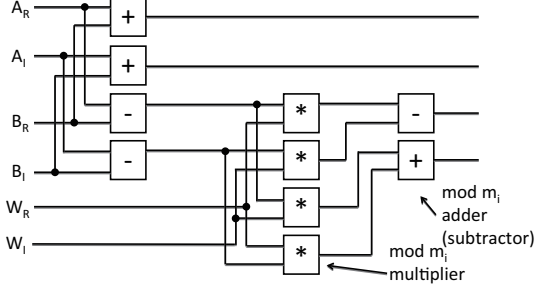 A_R
+
A_I
+
B_R
-
*
-
B_I
-
*
+
W_R
*
W_I
*
mod m_i
adder
(subtractor)
mod m_i
multiplier